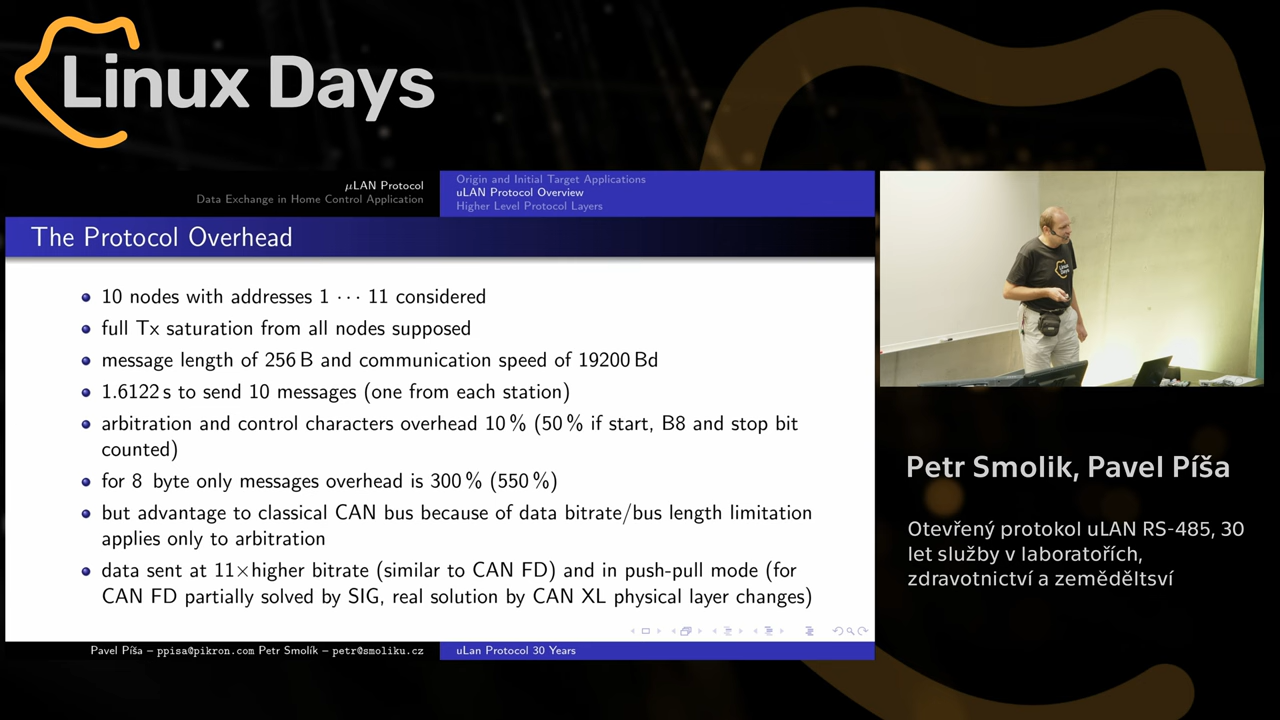 Linux Days
µLAN Protocol
Data Exchange in Home Control Application
Origin and Initial Target Applications
uLAN Protocol Overview
Higher Level Protocol Layers
The Protocol Overhead
10 nodes with addresses 1 ··· 11 considered
full Tx saturation from all nodes supposed
message length of 256 B and communication speed of 19200 Bd
1.6122 s to send 10 messages (one from each station)
arbitration and control characters overhead 10 % (50 % if start, B8 and stop bit
counted)
for 8 byte only messages overhead is 300 % (550 %)
but advantage to classical CAN bus because of data bitrate/bus length limitation
applies only to arbitration
data sent at 11×higher bitrate (similar to CAN FD) and in push-pull mode (for
CAN FD partially solved by SIG, real solution by CAN XL physical layer changes)
Pavel Píša – ppisa@pikron.com Petr Smolík – petr@smoliku.cz
uLan Protocol 30 Years
Linux
Days
Petr Smolik, Pavel Píša
Otevřený protokol uLAN RS-485, 30
let služby v laboratořích,
zdravotnictví a zeměděltsví